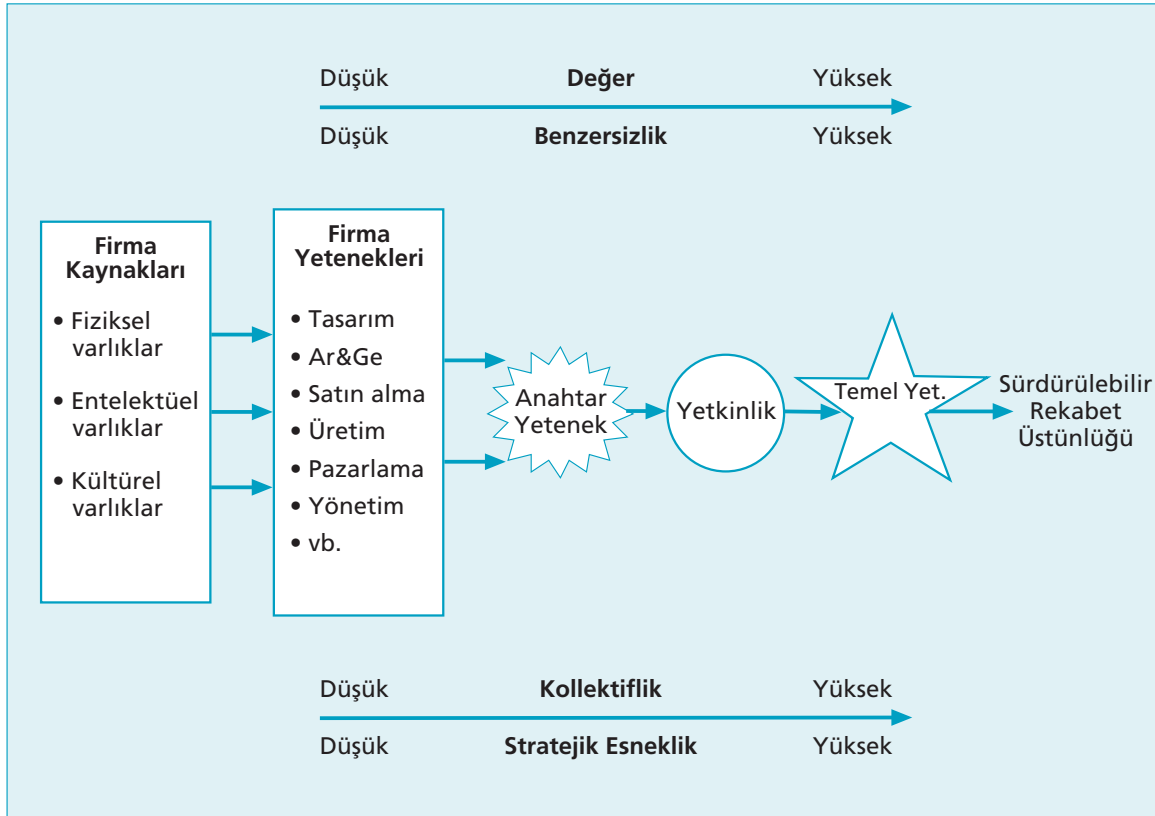 Düşük Değer Yüksek
Düşük Benzersizlik Yüksek
Firma
Kaynakları
• Fiziksel
varlıklar
• Entelektüel
varlıklar
• Kültürel
varlıklar
Firma
Yetenekleri
• Tasarım
• Ar&Ge
• Satın alma
• Üretim
• Pazarlama
• Yönetim
• vb.
Anahtar
Yetenek
Yetkinlik
Temel Yet.
Sürdürülebilir
Rekabet
Üstünlüğü
Düşük Kollektiflik Yüksek
Düşük Stratejik Esneklik Yüksek